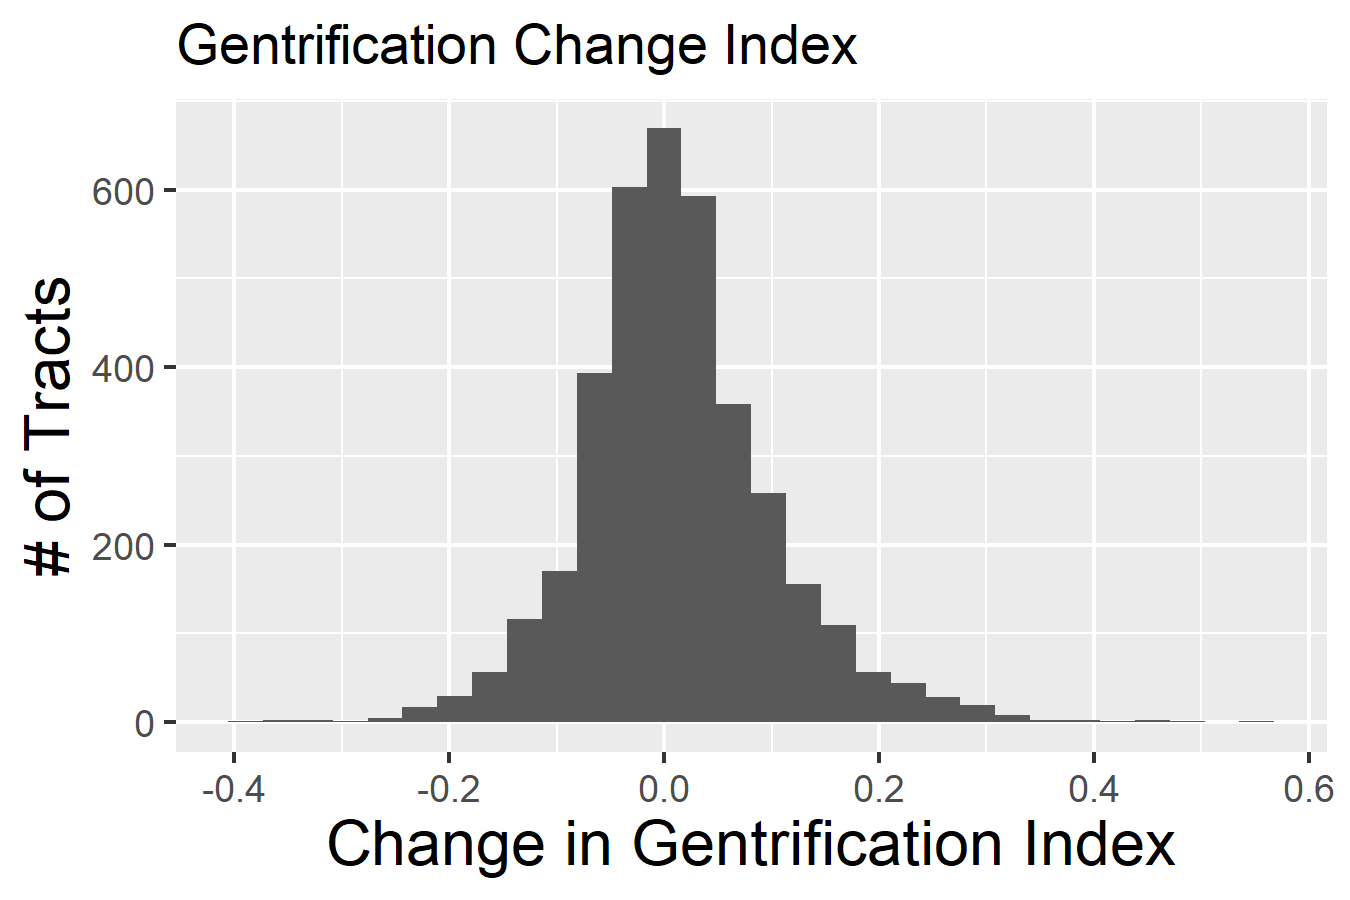 Gentrification Change Index
# of Tracts
600
400
200
0
-0.4 -0.2 0.0 0.2 0.4 0.6
Change in Gentrification Index